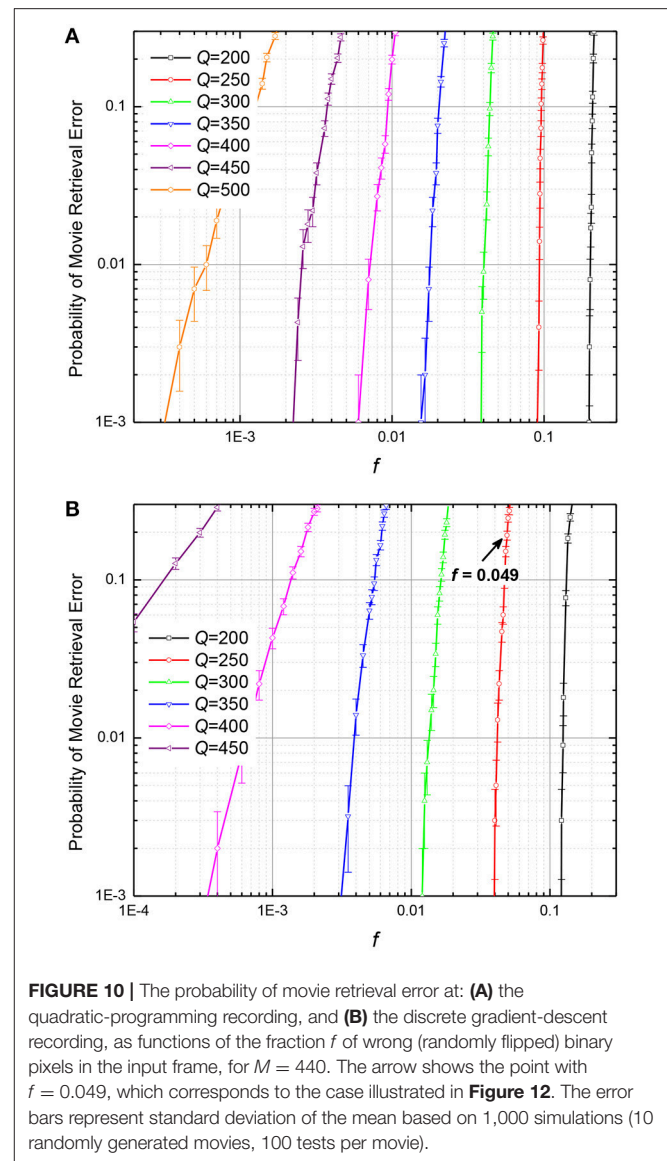 A
Probability of Movie Retrieval Error
0.1
0.01
1E-3
Q=200
Q=250
Q=300
Q=350
Q=400
Q=450
Q=500
1E-3
0.01
0.1
f
B
Probability of Movie Retrieval Error
0.1
0.01
1E-3
Q=200
Q=250
Q=300
Q=350
Q=400
Q=450
f = 0.049
1E-4
1E-3
0.01
0.1
f
FIGURE 10 | The probability of movie retrieval error at: (A) the
quadratic-programming recording, and (B) the discrete gradient-descent
recording, as functions of the fraction f of wrong (randomly flipped) binary
pixels in the input frame, for M = 440. The arrow shows the point with
f = 0.049, which corresponds to the case illustrated in Figure 12. The error
bars represent standard deviation of the mean based on 1,000 simulations (10
randomly generated movies, 100 tests per movie).